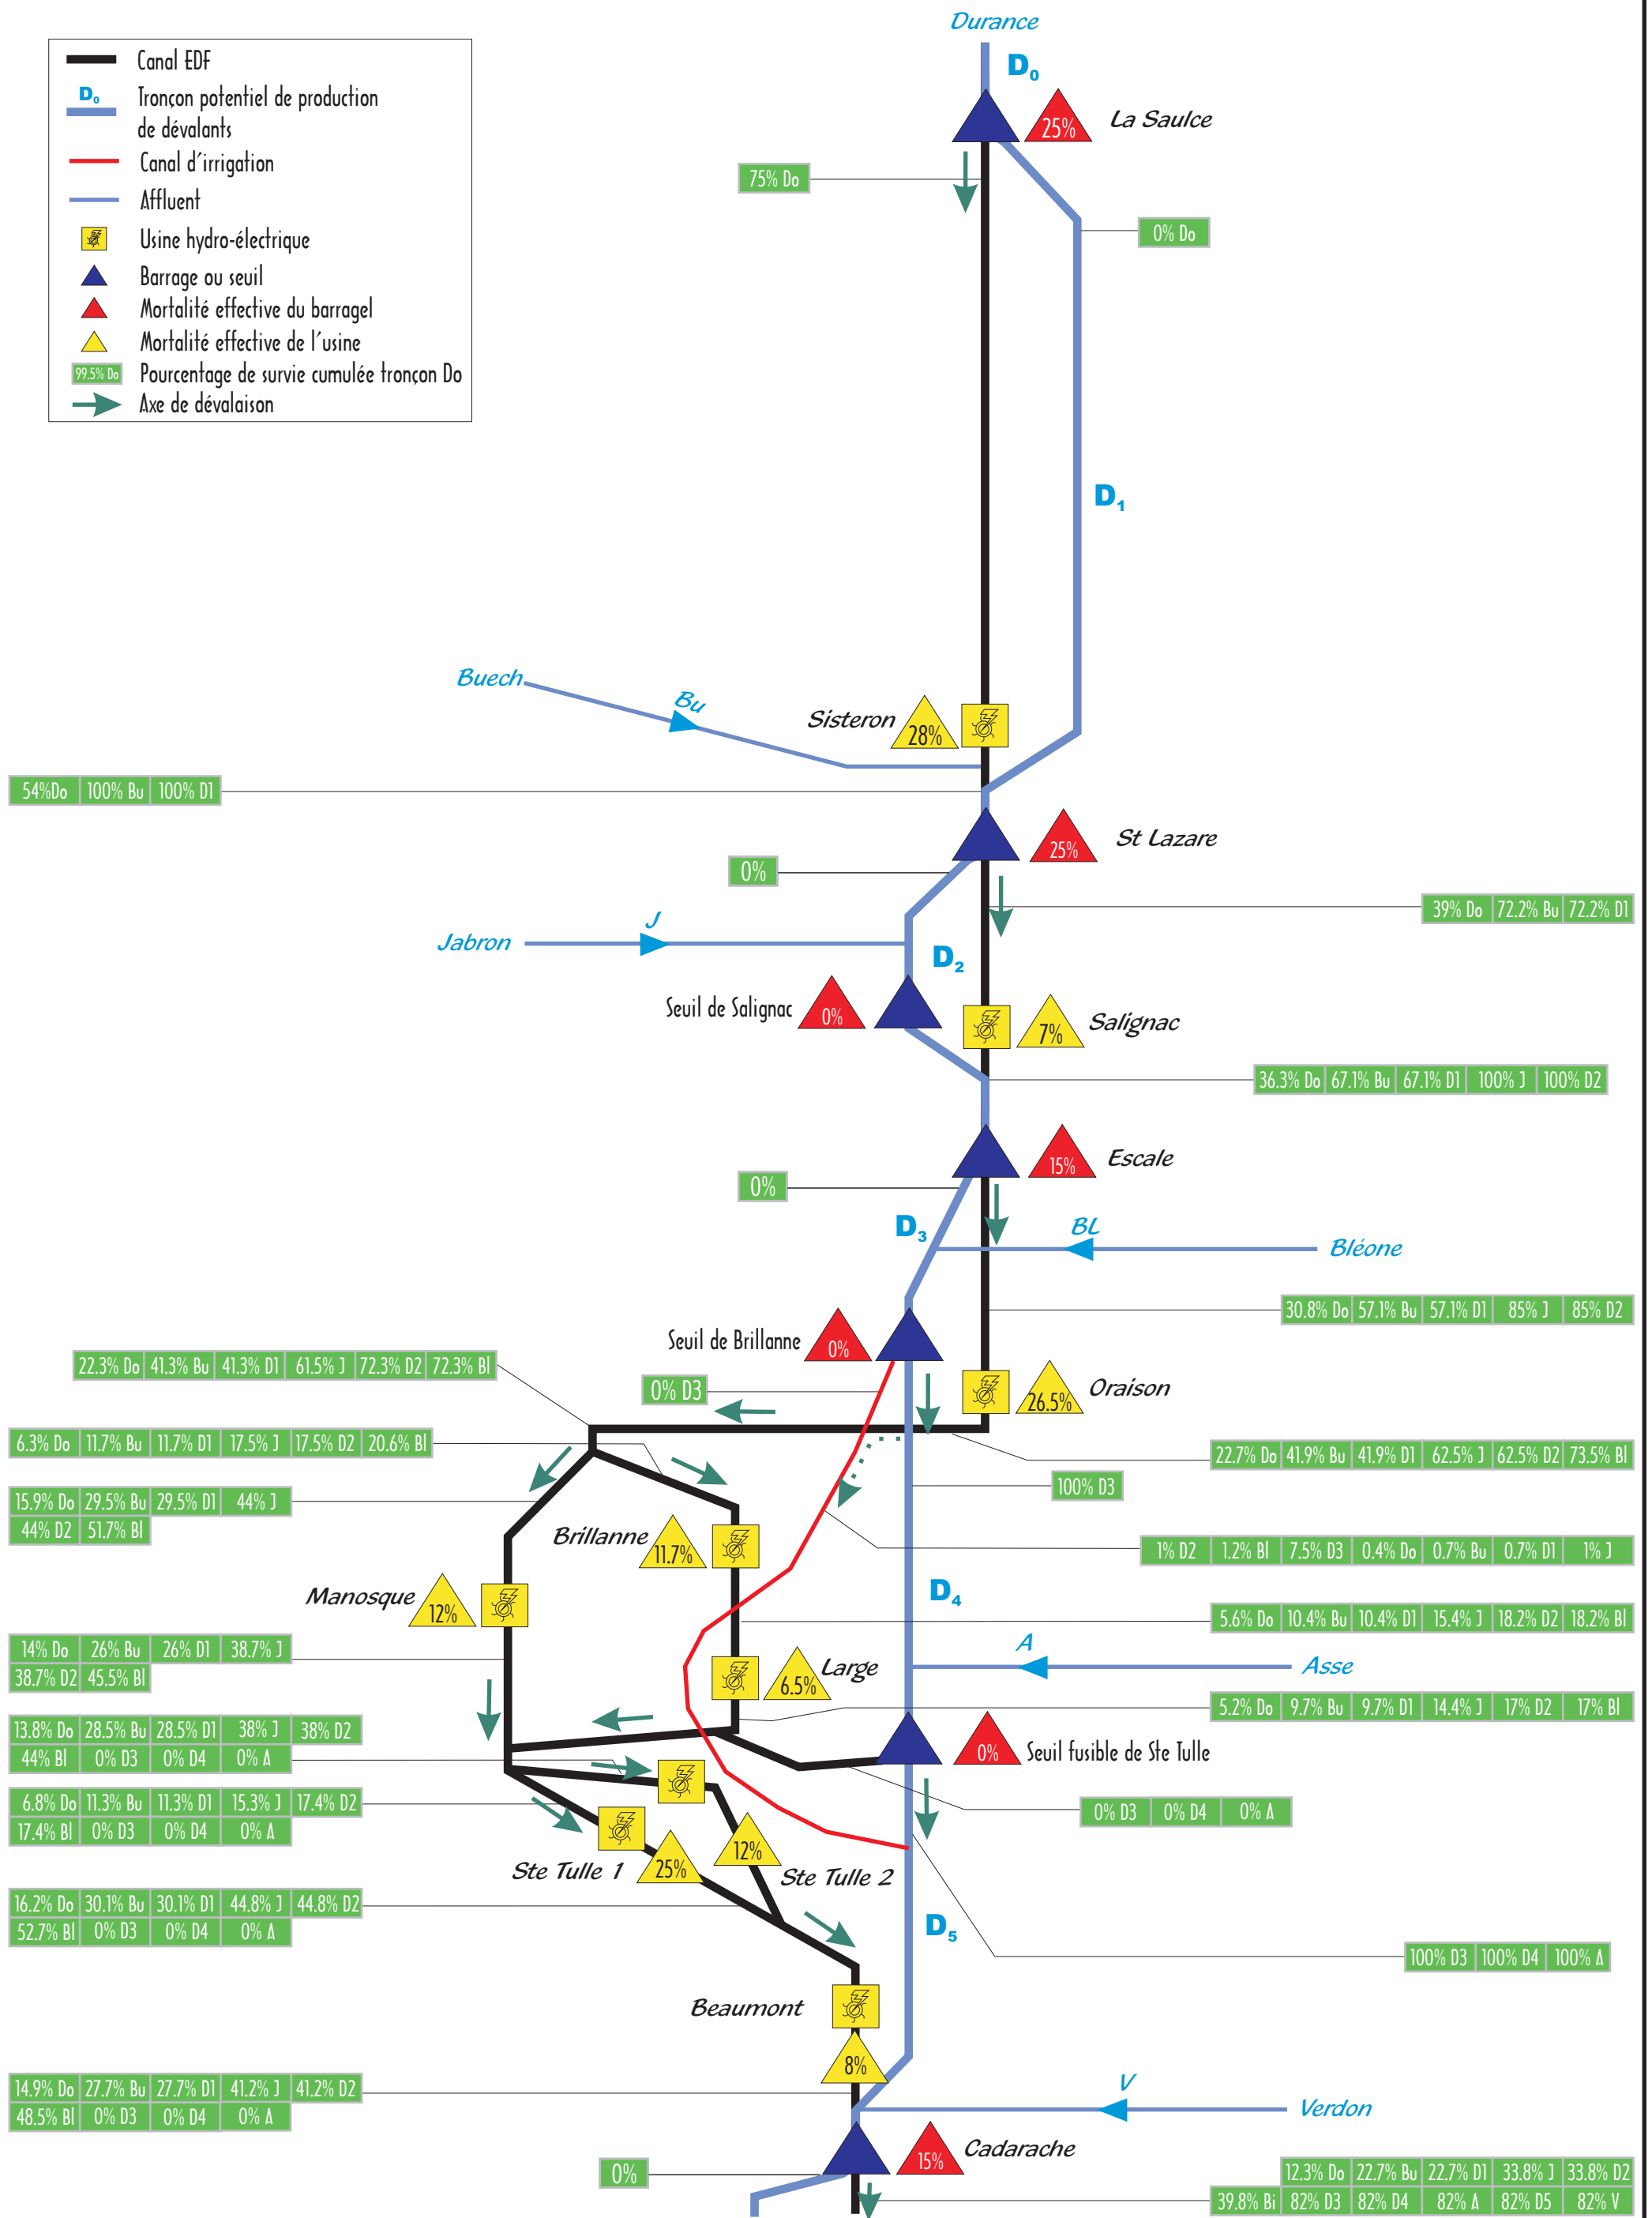 Durance
D₀
La Saulce
25%
Canal EDF
D₀
Tronçon potentiel de production
de dévalants
Canal d'irrigation
Affluent
Usine hydro-électrique
Barrage ou seuil
Mortalité effective du barragel
Mortalité effective de l'usine
99.5% Do
Pourcentage de survie cumulée tronçon Do
Axe de dévalaison
75% Do
0% Do
D₁
Buech
Bu
Sisteron
28%
54%Do 100% Bu 100% D1
St Lazare
25%
0%
39% Do 72.2% Bu 72.2% D1
Jabron
J
D₂
Seuil de Salignac
0%
7%
Salignac
36.3% Do 67.1% Bu 67.1% D1 100% J 100% D2
15%
Escale
0%
D₃
BL
Bléone
30.8% Do 57.1% Bu 57.1% D1 85% J 85% D2
Seuil de Brillanne
0%
22.3% Do 41.3% Bu 41.3% D1 61.5% J 72.3% D2 72.3% Bl
0% D3
26.5%
Oraison
6.3% Do 11.7% Bu 11.7% D1 17.5% J 17.5% D2 20.6% Bl
22.7% Do 41.9% Bu 41.9% D1 62.5% J 62.5% D2 73.5% Bl
100% D3
15.9% Do 29.5% Bu 29.5% D1 44% J
44% D2 51.7% Bl
Brillanne
11.7%
1% D2 1.2% Bl 7.5% D3 0.4% Do 0.7% Bu 0.7% D1 1% J
Manosque
12%
D₄
5.6% Do 10.4% Bu 10.4% D1 15.4% J 18.2% D2 18.2% Bl
14% Do 26% Bu 26% D1 38.7% J
38.7% D2 45.5% Bl
A
Asse
Large
6.5%
5.2% Do 9.7% Bu 9.7% D1 14.4% J 17% D2 17% Bl
13.8% Do 28.5% Bu 28.5% D1 38% J 38% D2
44% Bl 0% D3 0% D4 0% A
0%
Seuil fusible de Ste Tulle
6.8% Do 11.3% Bu 11.3% D1 15.3% J 17.4% D2
17.4% Bl 0% D3 0% D4 0% A
0% D3 0% D4 0% A
Ste Tulle 1
25%
12%
Ste Tulle 2
16.2% Do 30.1% Bu 30.1% D1 44.8% J 44.8% D2
52.7% Bl 0% D3 0% D4 0% A
D₅
100% D3 100% D4 100% A
Beaumont
8%
14.9% Do 27.7% Bu 27.7% D1 41.2% J 41.2% D2
48.5% Bl 0% D3 0% D4 0% A
V
Verdon
15%
Cadarache
0%
12.3% Do 22.7% Bu 22.7% D1 33.8% J 33.8% D2
39.8% Bi 82% D3 82% D4 82% A 82% D5 82% V